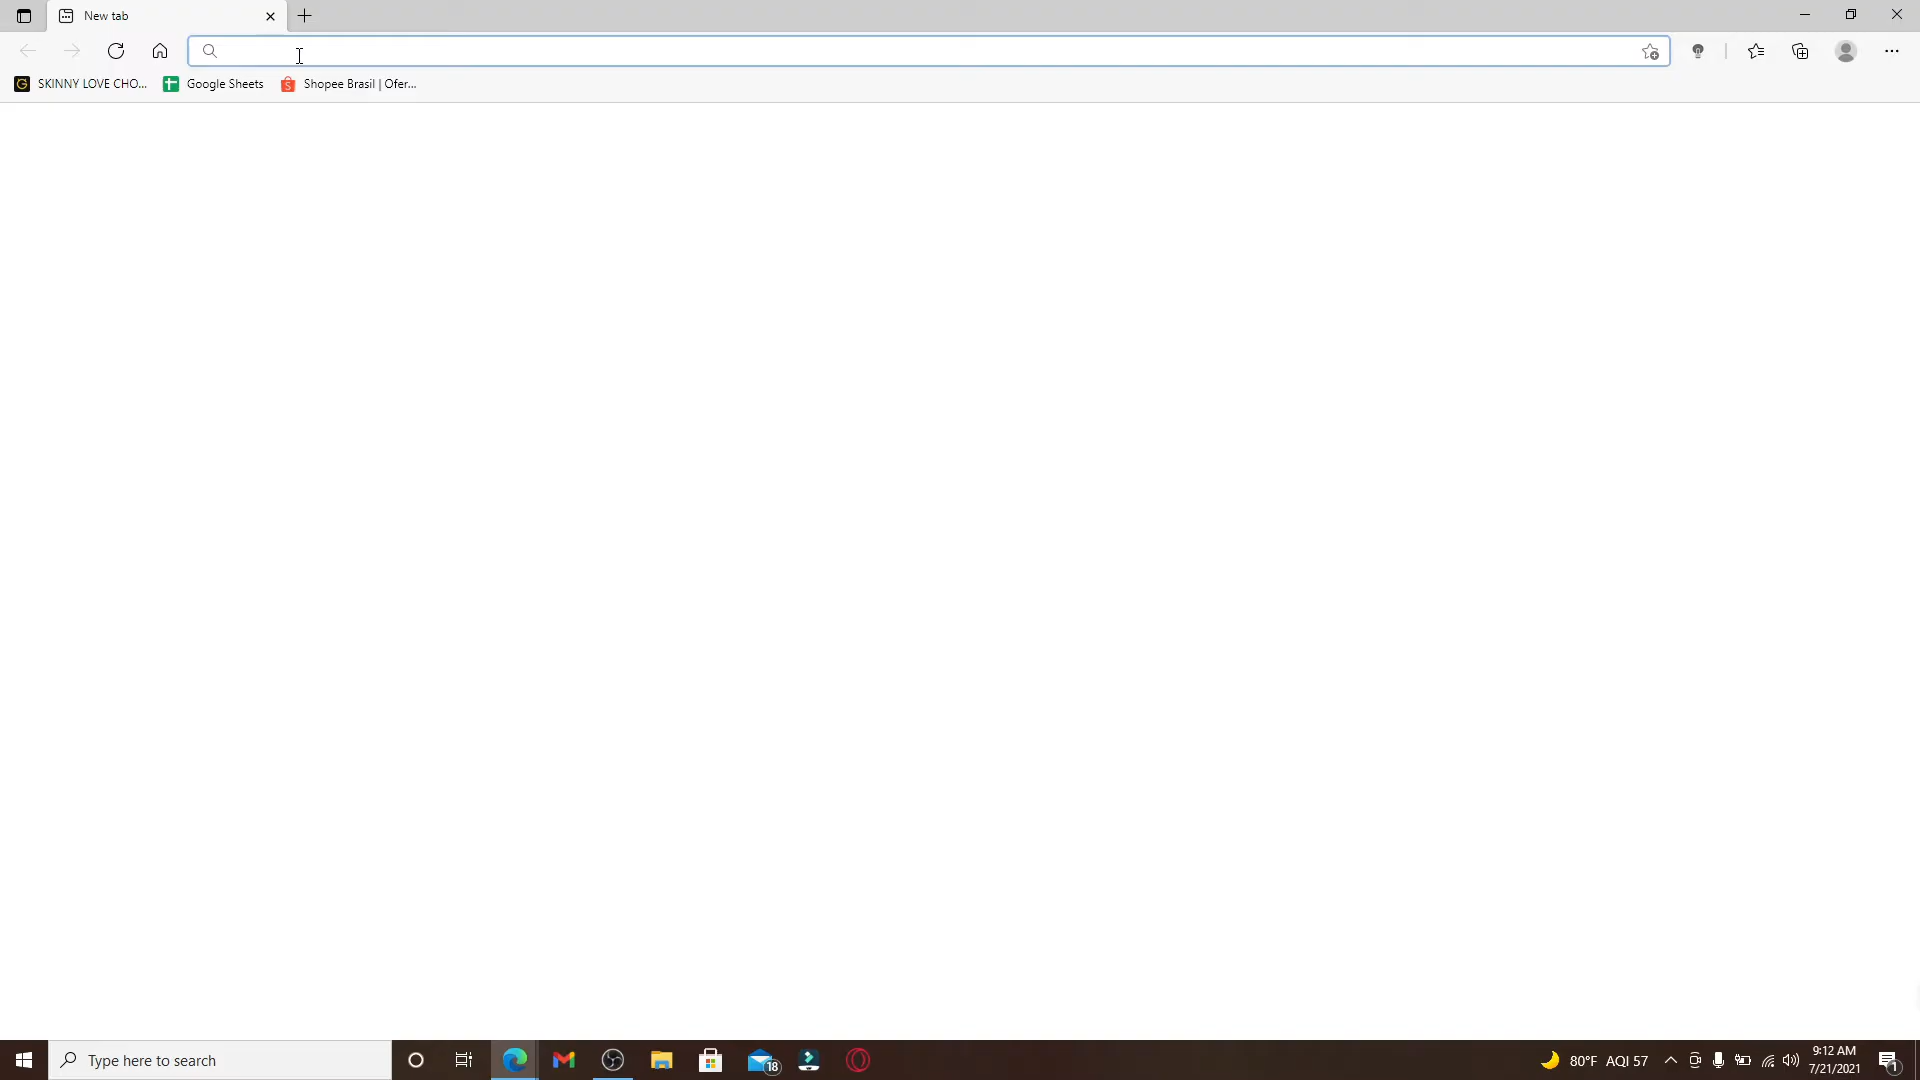 New tab
SKINNY LOVE CHO... Google Sheets Shopee Brasil | Ofer...
Type here to search
18
80°F AQI 57
9:12 AM
7/21/2021
1